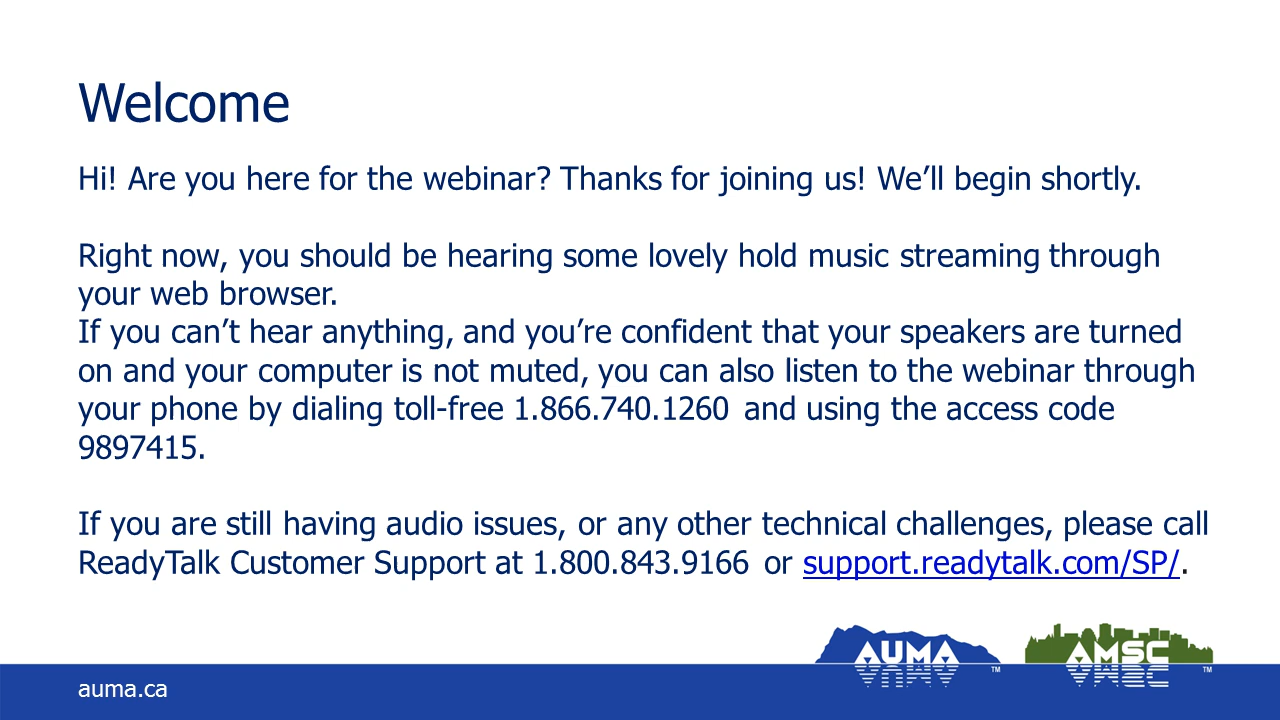 Welcome
Hi! Are you here for the webinar? Thanks for joining us! We’ll begin shortly.
Right now, you should be hearing some lovely hold music streaming through
your web browser.
If you can’t hear anything, and you’re confident that your speakers are turned
on and your computer is not muted, you can also listen to the webinar through
your phone by dialing toll-free 1.866.740.1260 and using the access code
9897415.
If you are still having audio issues, or any other technical challenges, please call
ReadyTalk Customer Support at 1.800.843.9166 or support.readytalk.com/SP/.
AUMA ™ AMSC ™
auma.ca